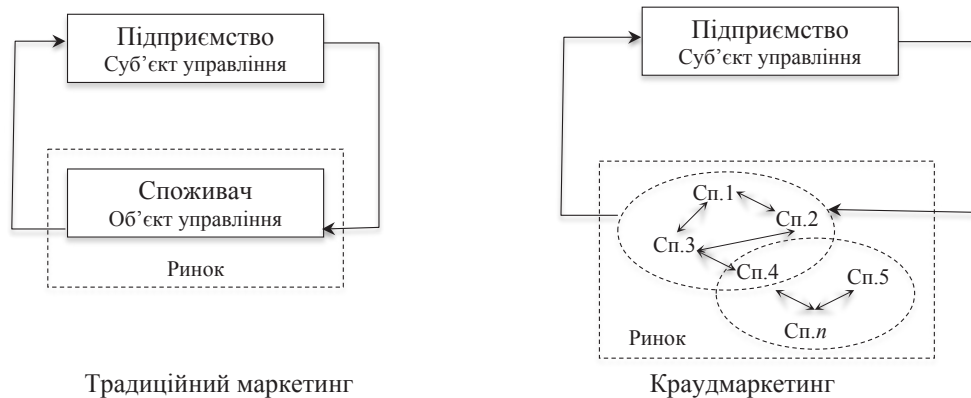 Підприємство
Суб’єкт управління
Споживач
Об’єкт управління
Ринок
Традиційний маркетинг
Підприємство
Суб’єкт управління
Сп.1
Сп.2
Сп.3
Сп.4
Сп.5
Сп.n
Ринок
Краудмаркетинг